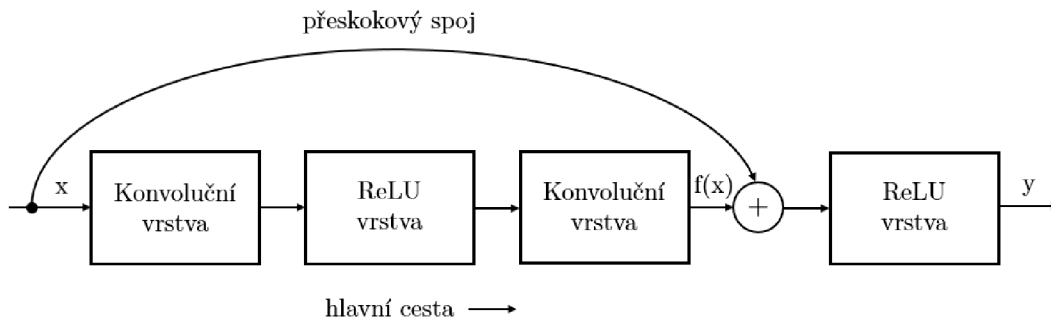 přeskokový spoj
x
Konvoluční
vrstva
ReLU
vrstva
Konvoluční
vrstva
f(x)
+
ReLU
vrstva
y
hlavní cesta